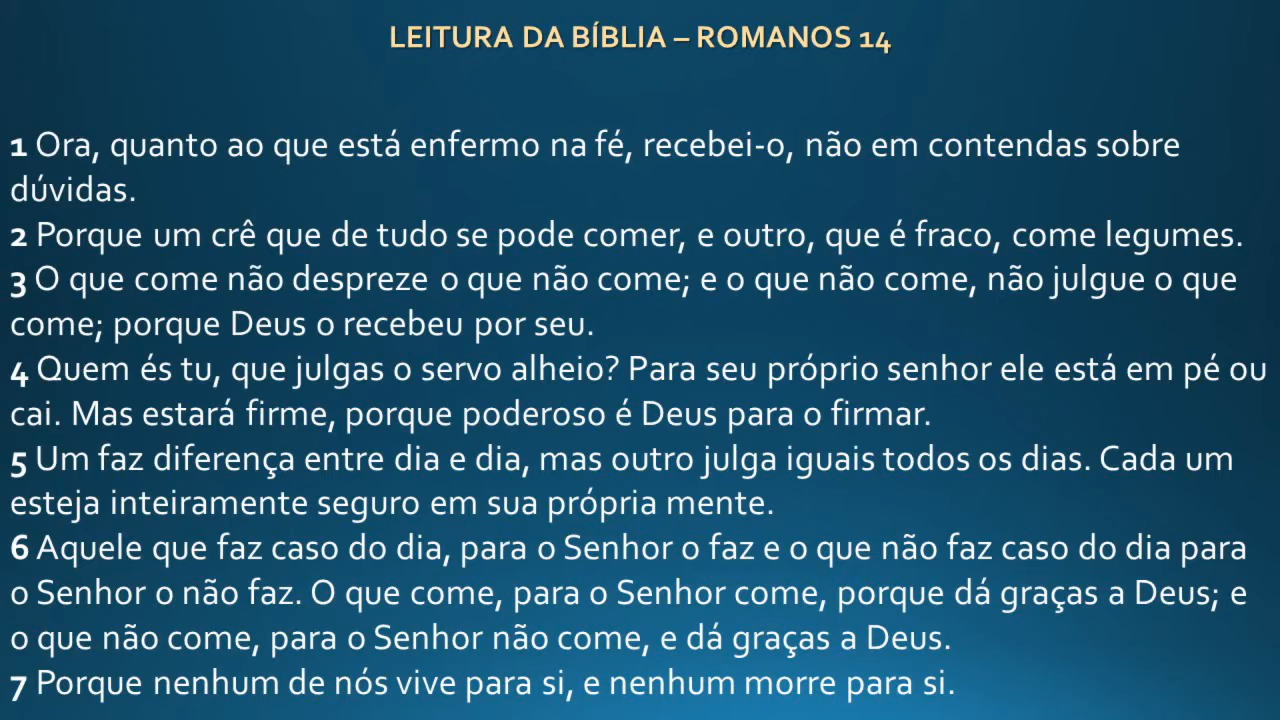 LEITURA DA BÍBLIA – ROMANOS 14
1 Ora, quanto ao que está enfermo na fé, recebei-o, não em contendas sobre
dúvidas.
2 Porque um crê que de tudo se pode comer, e outro, que é fraco, come legumes.
3 O que come não despreze o que não come; e o que não come, não julgue o que
come; porque Deus o recebeu por seu.
4 Quem és tu, que julgas o servo alheio? Para seu próprio senhor ele está em pé ou
cai. Mas estará firme, porque poderoso é Deus para o firmar.
5 Um faz diferença entre dia e dia, mas outro julga iguais todos os dias. Cada um
esteja inteiramente seguro em sua própria mente.
6 Aquele que faz caso do dia, para o Senhor o faz e o que não faz caso do dia para
o Senhor o não faz. O que come, para o Senhor come, porque dá graças a Deus; e
o que não come, para o Senhor não come, e dá graças a Deus.
7 Porque nenhum de nós vive para si, e nenhum morre para si.